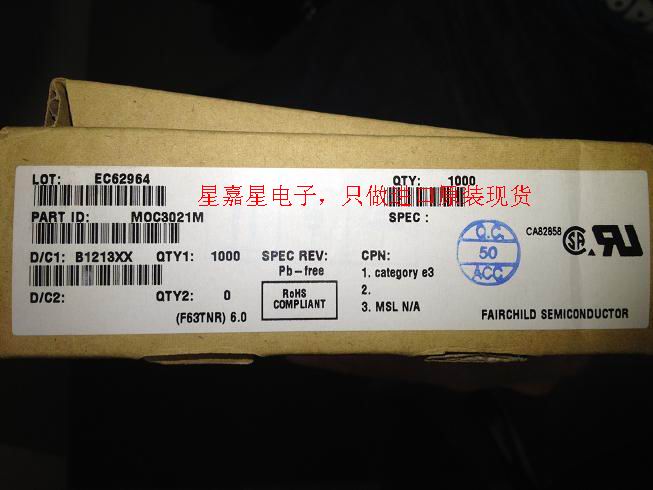 LOT: EC62964 QTY: 1000
星嘉星电子，只做进口原装现货
PART ID: MOC3021M SPEC :
D/C1: B1213XX QTY1: 1000 SPEC REV: CPN:
Pb-free 1. category e3
D/C2: QTY2: 0 RoHS COMPLIANT 2.
3. MSL N/A
(F63TNR) 6.0
Q.C.
50
ACC
CA82858
FAIRCHILD SEMICONDUCTOR